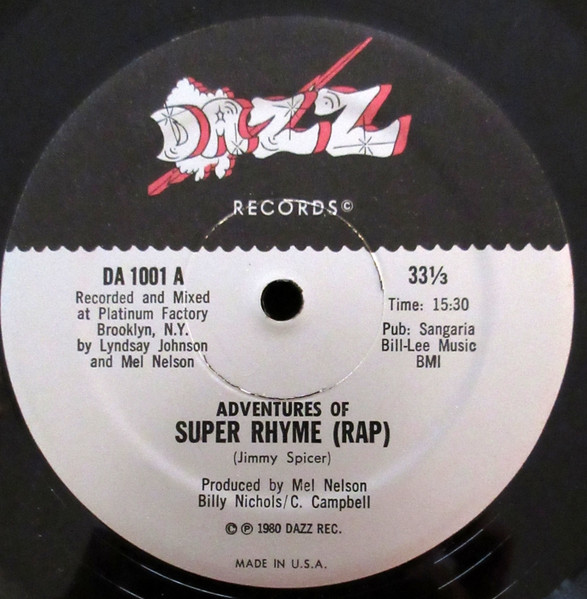 DAZZ
RECORDS©
DA 1001 A
Recorded and Mixed
at Platinum Factory
Brooklyn, N.Y.
by Lyndsay Johnson
and Mel Nelson
33⅓
Time: 15:30
Pub: Sangaria
Bill-Lee Music
BMI
ADVENTURES OF
SUPER RHYME (RAP)
(Jimmy Spicer)
Produced by Mel Nelson
Billy Nichols/C. Campbell
© ℗ 1980 DAZZ REC.
MADE IN U.S.A.